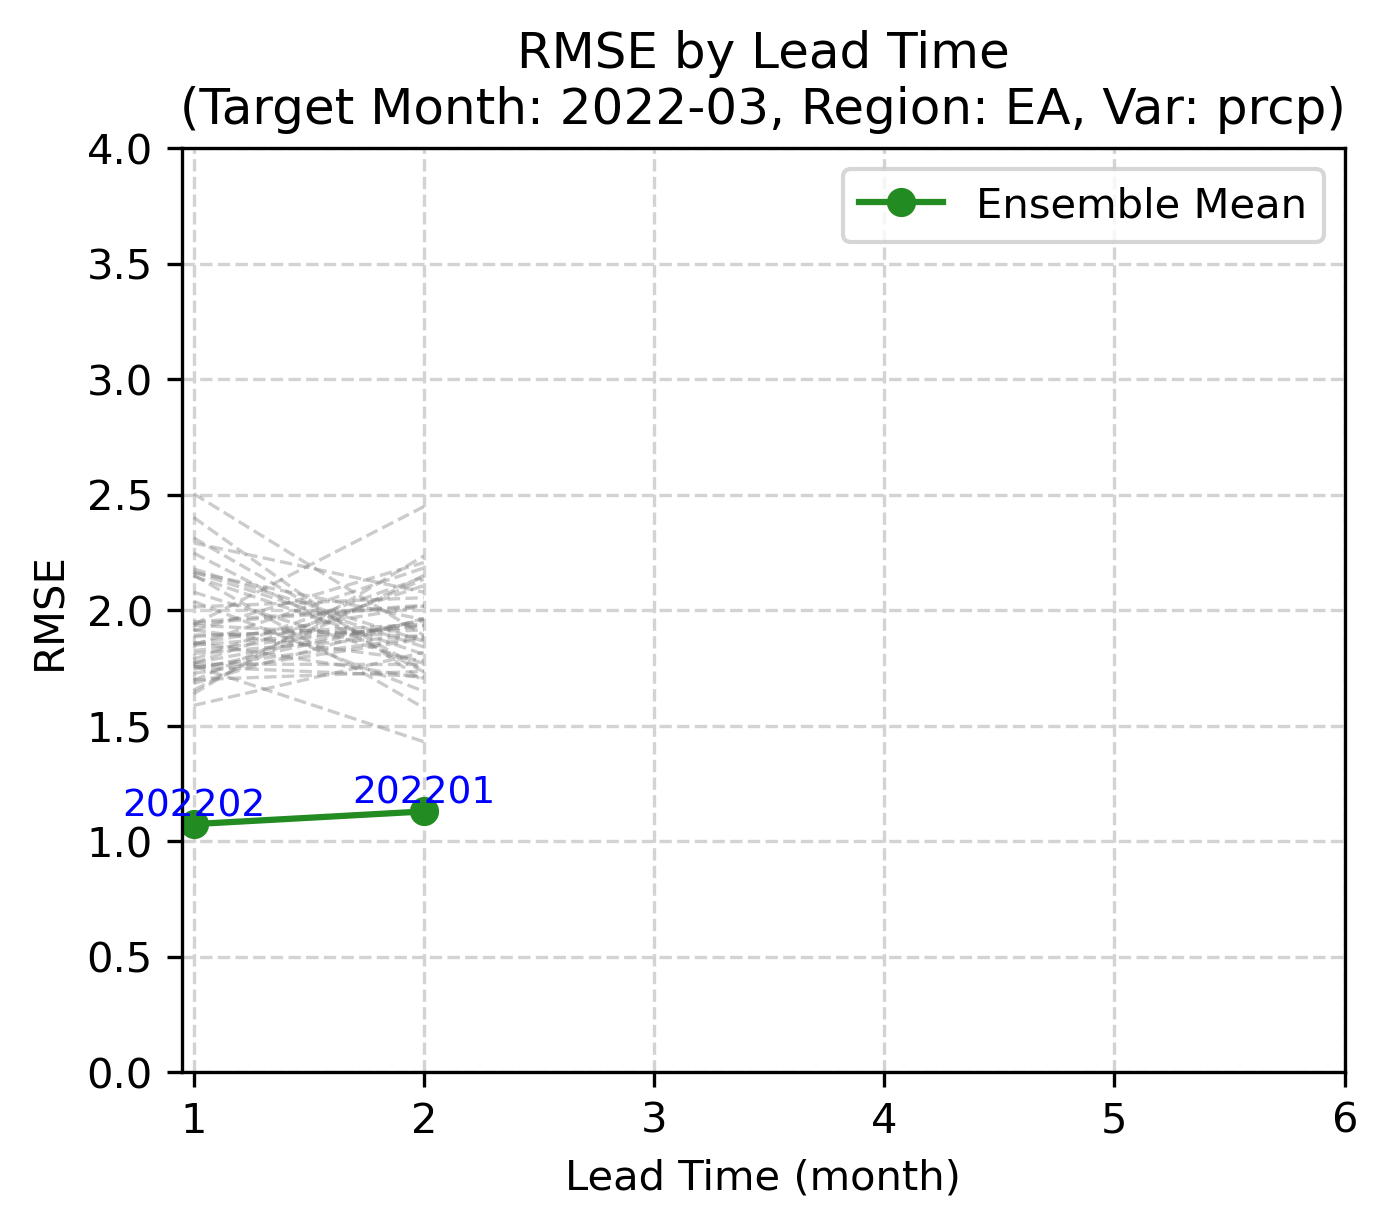 RMSE by Lead Time
(Target Month: 2022-03, Region: EA, Var: prcp)
4.0
3.5
3.0
2.5
2.0
1.5
1.0
0.5
0.0
RMSE
Ensemble Mean
202202
202201
1 2 3 4 5 6
Lead Time (month)